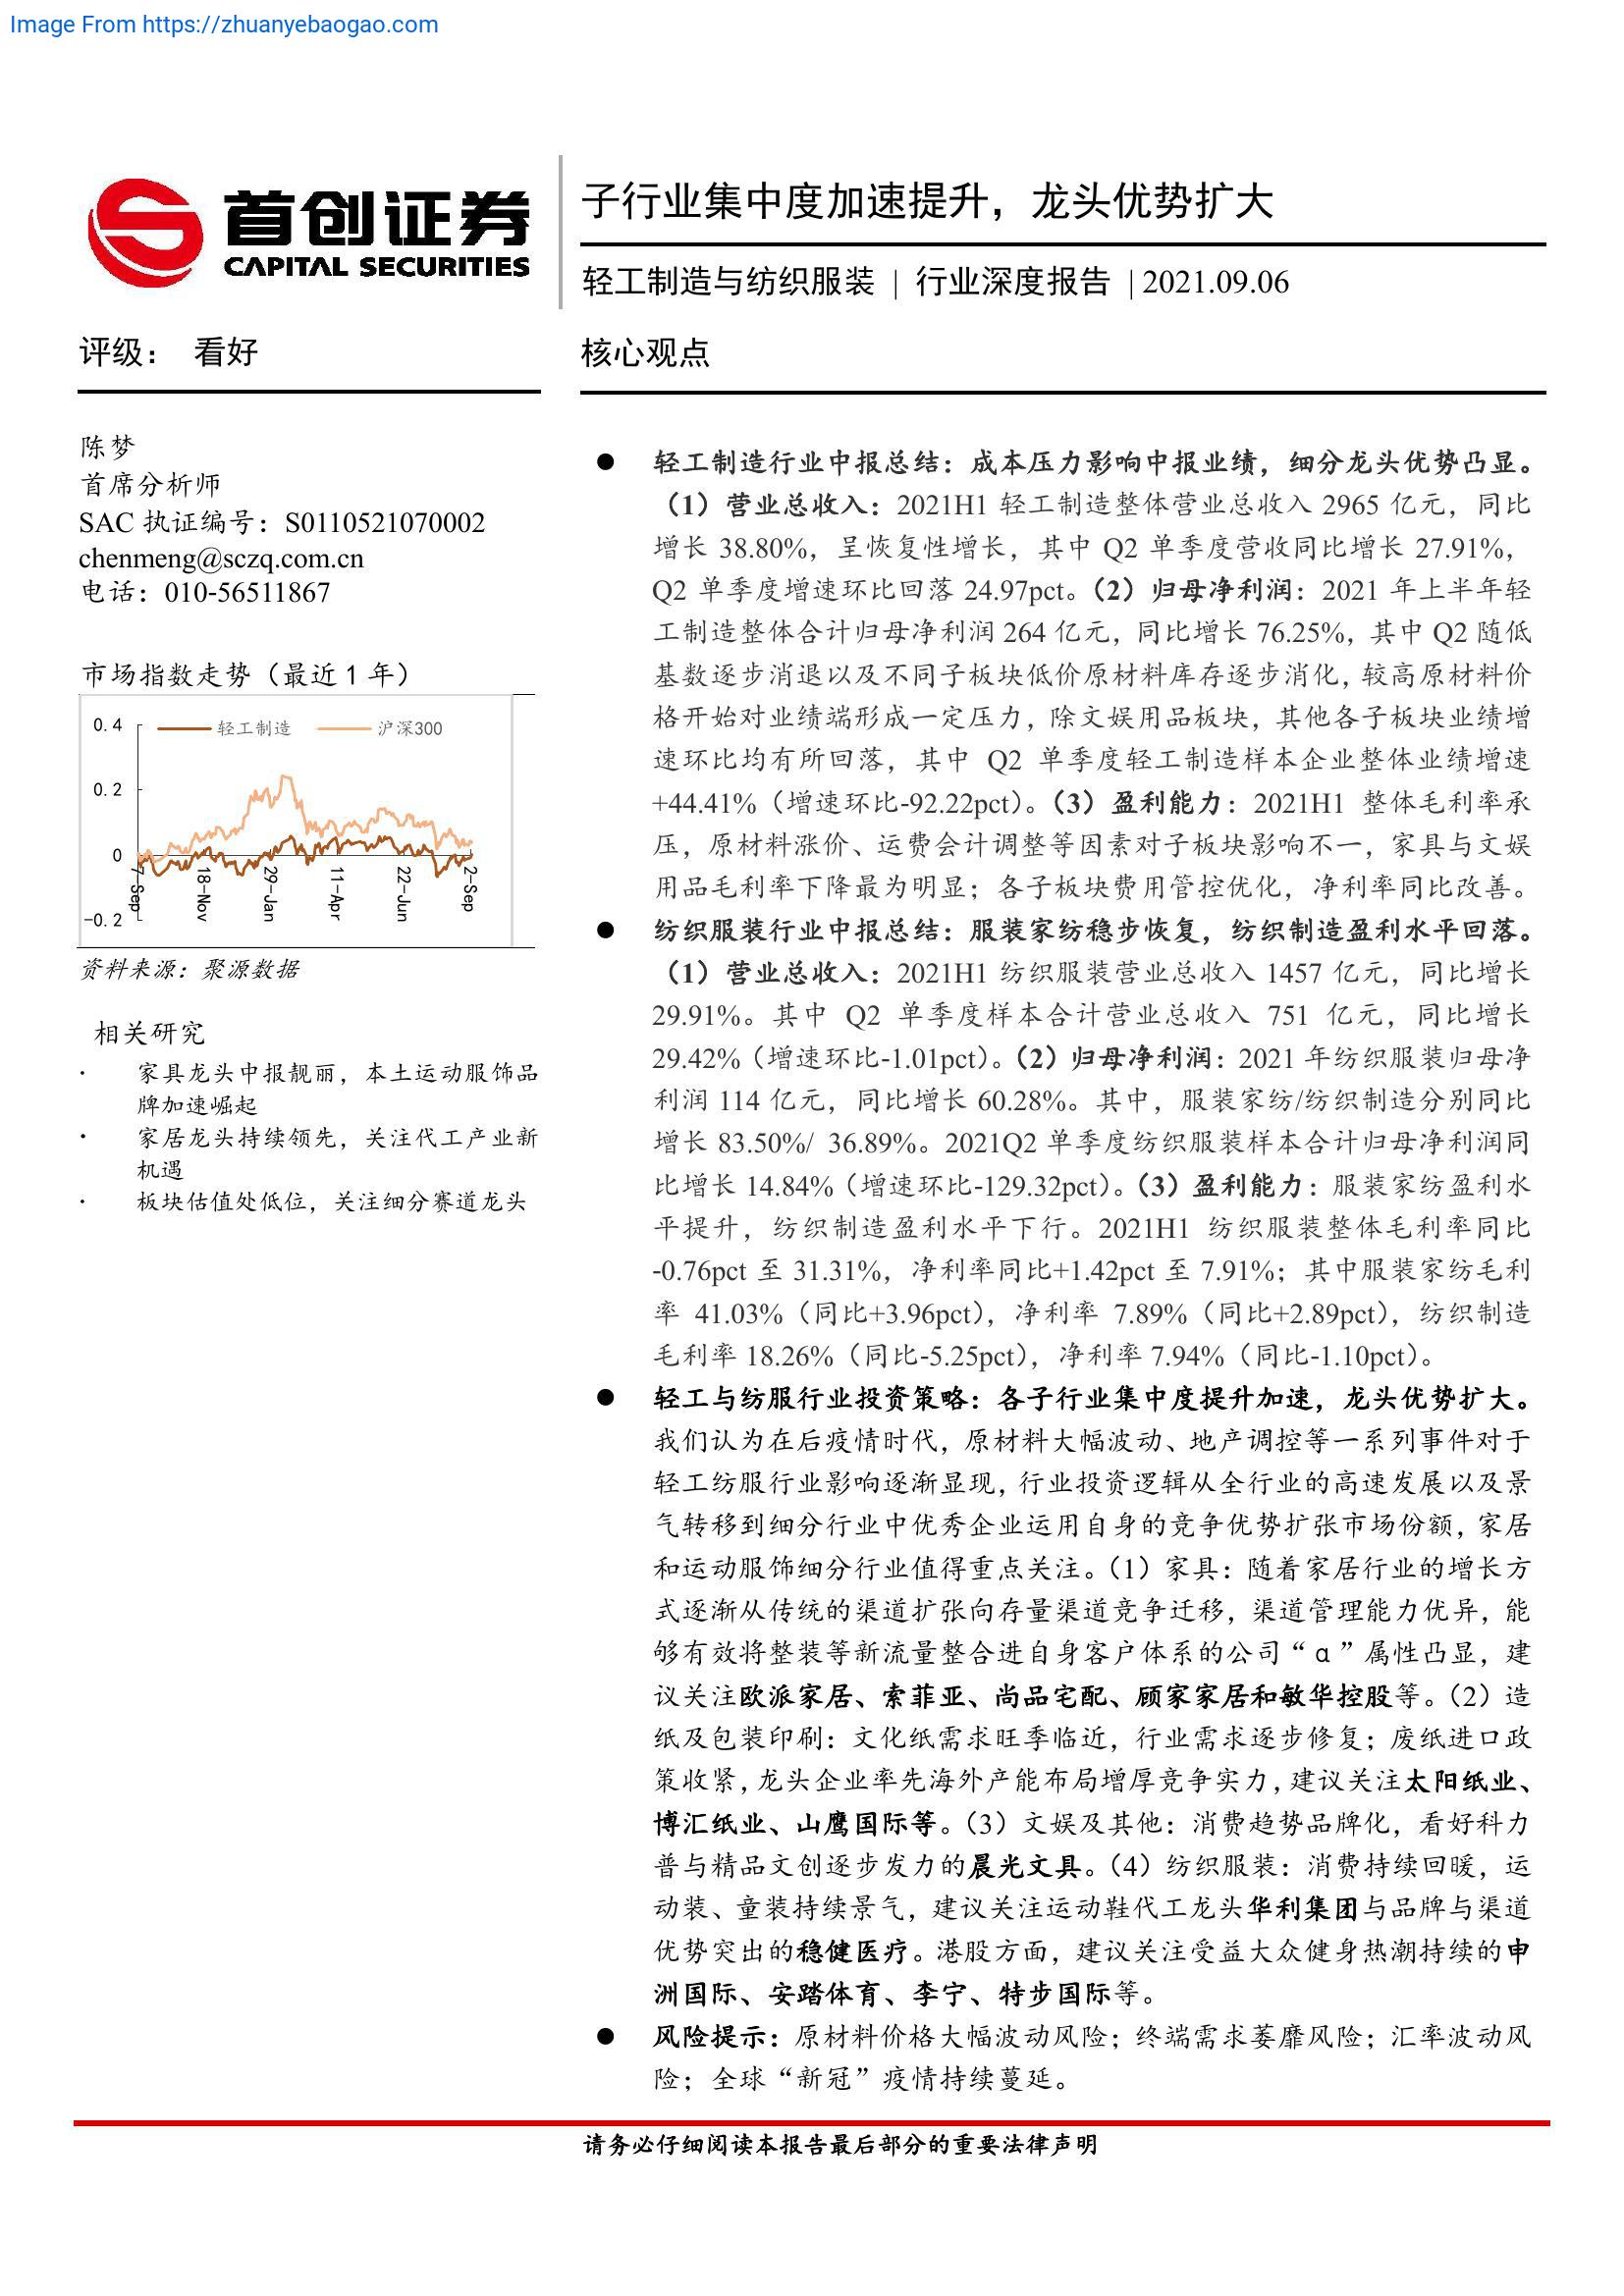 Image From https://zhuanyebaogao.com
首创证券
CAPITAL SECURITIES
子行业集中度加速提升，龙头优势扩大
轻工制造与纺织服装 | 行业深度报告 | 2021.09.06
评级： 看好
陈梦
首席分析师
SAC 执证编号：S0110521070002
chenmeng@sczq.com.cn
电话：010-56511867
市场指数走势（最近 1 年）
轻工制造 沪深300
0.4
0.2
0
-0.2
7-Sep 18-Nov 29-Jan 11-Apr 22-Jun 2-Sep
资料来源：聚源数据
相关研究
· 家具龙头中报靓丽，本土运动服饰品
牌加速崛起
· 家居龙头持续领先，关注代工产业新
机遇
· 板块估值处低位，关注细分赛道龙头
核心观点
● 轻工制造行业中报总结：成本压力影响中报业绩，细分龙头优势凸显。
（1）营业总收入：2021H1 轻工制造整体营业总收入 2965 亿元，同比
增长 38.80%，呈恢复性增长，其中 Q2 单季度营收同比增长 27.91%，
Q2 单季度增速环比回落 24.97pct。（2）归母净利润：2021 年上半年轻
工制造整体合计归母净利润 264 亿元，同比增长 76.25%，其中 Q2 随低
基数逐步消退以及不同子板块低价原材料库存逐步消化，较高原材料价
格开始对业绩端形成一定压力，除文娱用品板块，其他各子板块业绩增
速环比均有所回落，其中 Q2 单季度轻工制造样本企业整体业绩增速
+44.41%（增速环比-92.22pct）。（3）盈利能力：2021H1 整体毛利率承
压，原材料涨价、运费会计调整等因素对子板块影响不一，家具与文娱
用品毛利率下降最为明显；各子板块费用管控优化，净利率同比改善。
● 纺织服装行业中报总结：服装家纺稳步恢复，纺织制造盈利水平回落。
（1）营业总收入：2021H1 纺织服装营业总收入 1457 亿元，同比增长
29.91%。其中 Q2 单季度样本合计营业总收入 751 亿元，同比增长
29.42%（增速环比-1.01pct）。（2）归母净利润：2021 年纺织服装归母净
利润 114 亿元，同比增长 60.28%。其中，服装家纺/纺织制造分别同比
增长 83.50%/ 36.89%。2021Q2 单季度纺织服装样本合计归母净利润同
比增长 14.84%（增速环比-129.32pct）。（3）盈利能力：服装家纺盈利水
平提升，纺织制造盈利水平下行。2021H1 纺织服装整体毛利率同比
-0.76pct 至 31.31%，净利率同比+1.42pct 至 7.91%；其中服装家纺毛利
率 41.03%（同比+3.96pct），净利率 7.89%（同比+2.89pct），纺织制造
毛利率 18.26%（同比-5.25pct），净利率 7.94%（同比-1.10pct）。
● 轻工与纺服行业投资策略：各子行业集中度提升加速，龙头优势扩大。
我们认为在后疫情时代，原材料大幅波动、地产调控等一系列事件对于
轻工纺服行业影响逐渐显现，行业投资逻辑从全行业的高速发展以及景
气转移到细分行业中优秀企业运用自身的竞争优势扩张市场份额，家居
和运动服饰细分行业值得重点关注。（1）家具：随着家居行业的增长方
式逐渐从传统的渠道扩张向存量渠道竞争迁移，渠道管理能力优异，能
够有效将整装等新流量整合进自身客户体系的公司“α”属性凸显，建
议关注欧派家居、索菲亚、尚品宅配、顾家家居和敏华控股等。（2）造
纸及包装印刷：文化纸需求旺季临近，行业需求逐步修复；废纸进口政
策收紧，龙头企业率先海外产能布局增厚竞争实力，建议关注太阳纸业、
博汇纸业、山鹰国际等。（3）文娱及其他：消费趋势品牌化，看好科力
普与精品文创逐步发力的晨光文具。（4）纺织服装：消费持续回暖，运
动装、童装持续景气，建议关注运动鞋代工龙头华利集团与品牌与渠道
优势突出的稳健医疗。港股方面，建议关注受益大众健身热潮持续的申
洲国际、安踏体育、李宁、特步国际等。
● 风险提示：原材料价格大幅波动风险；终端需求萎靡风险；汇率波动风
险；全球“新冠”疫情持续蔓延。
请务必仔细阅读本报告最后部分的重要法律声明